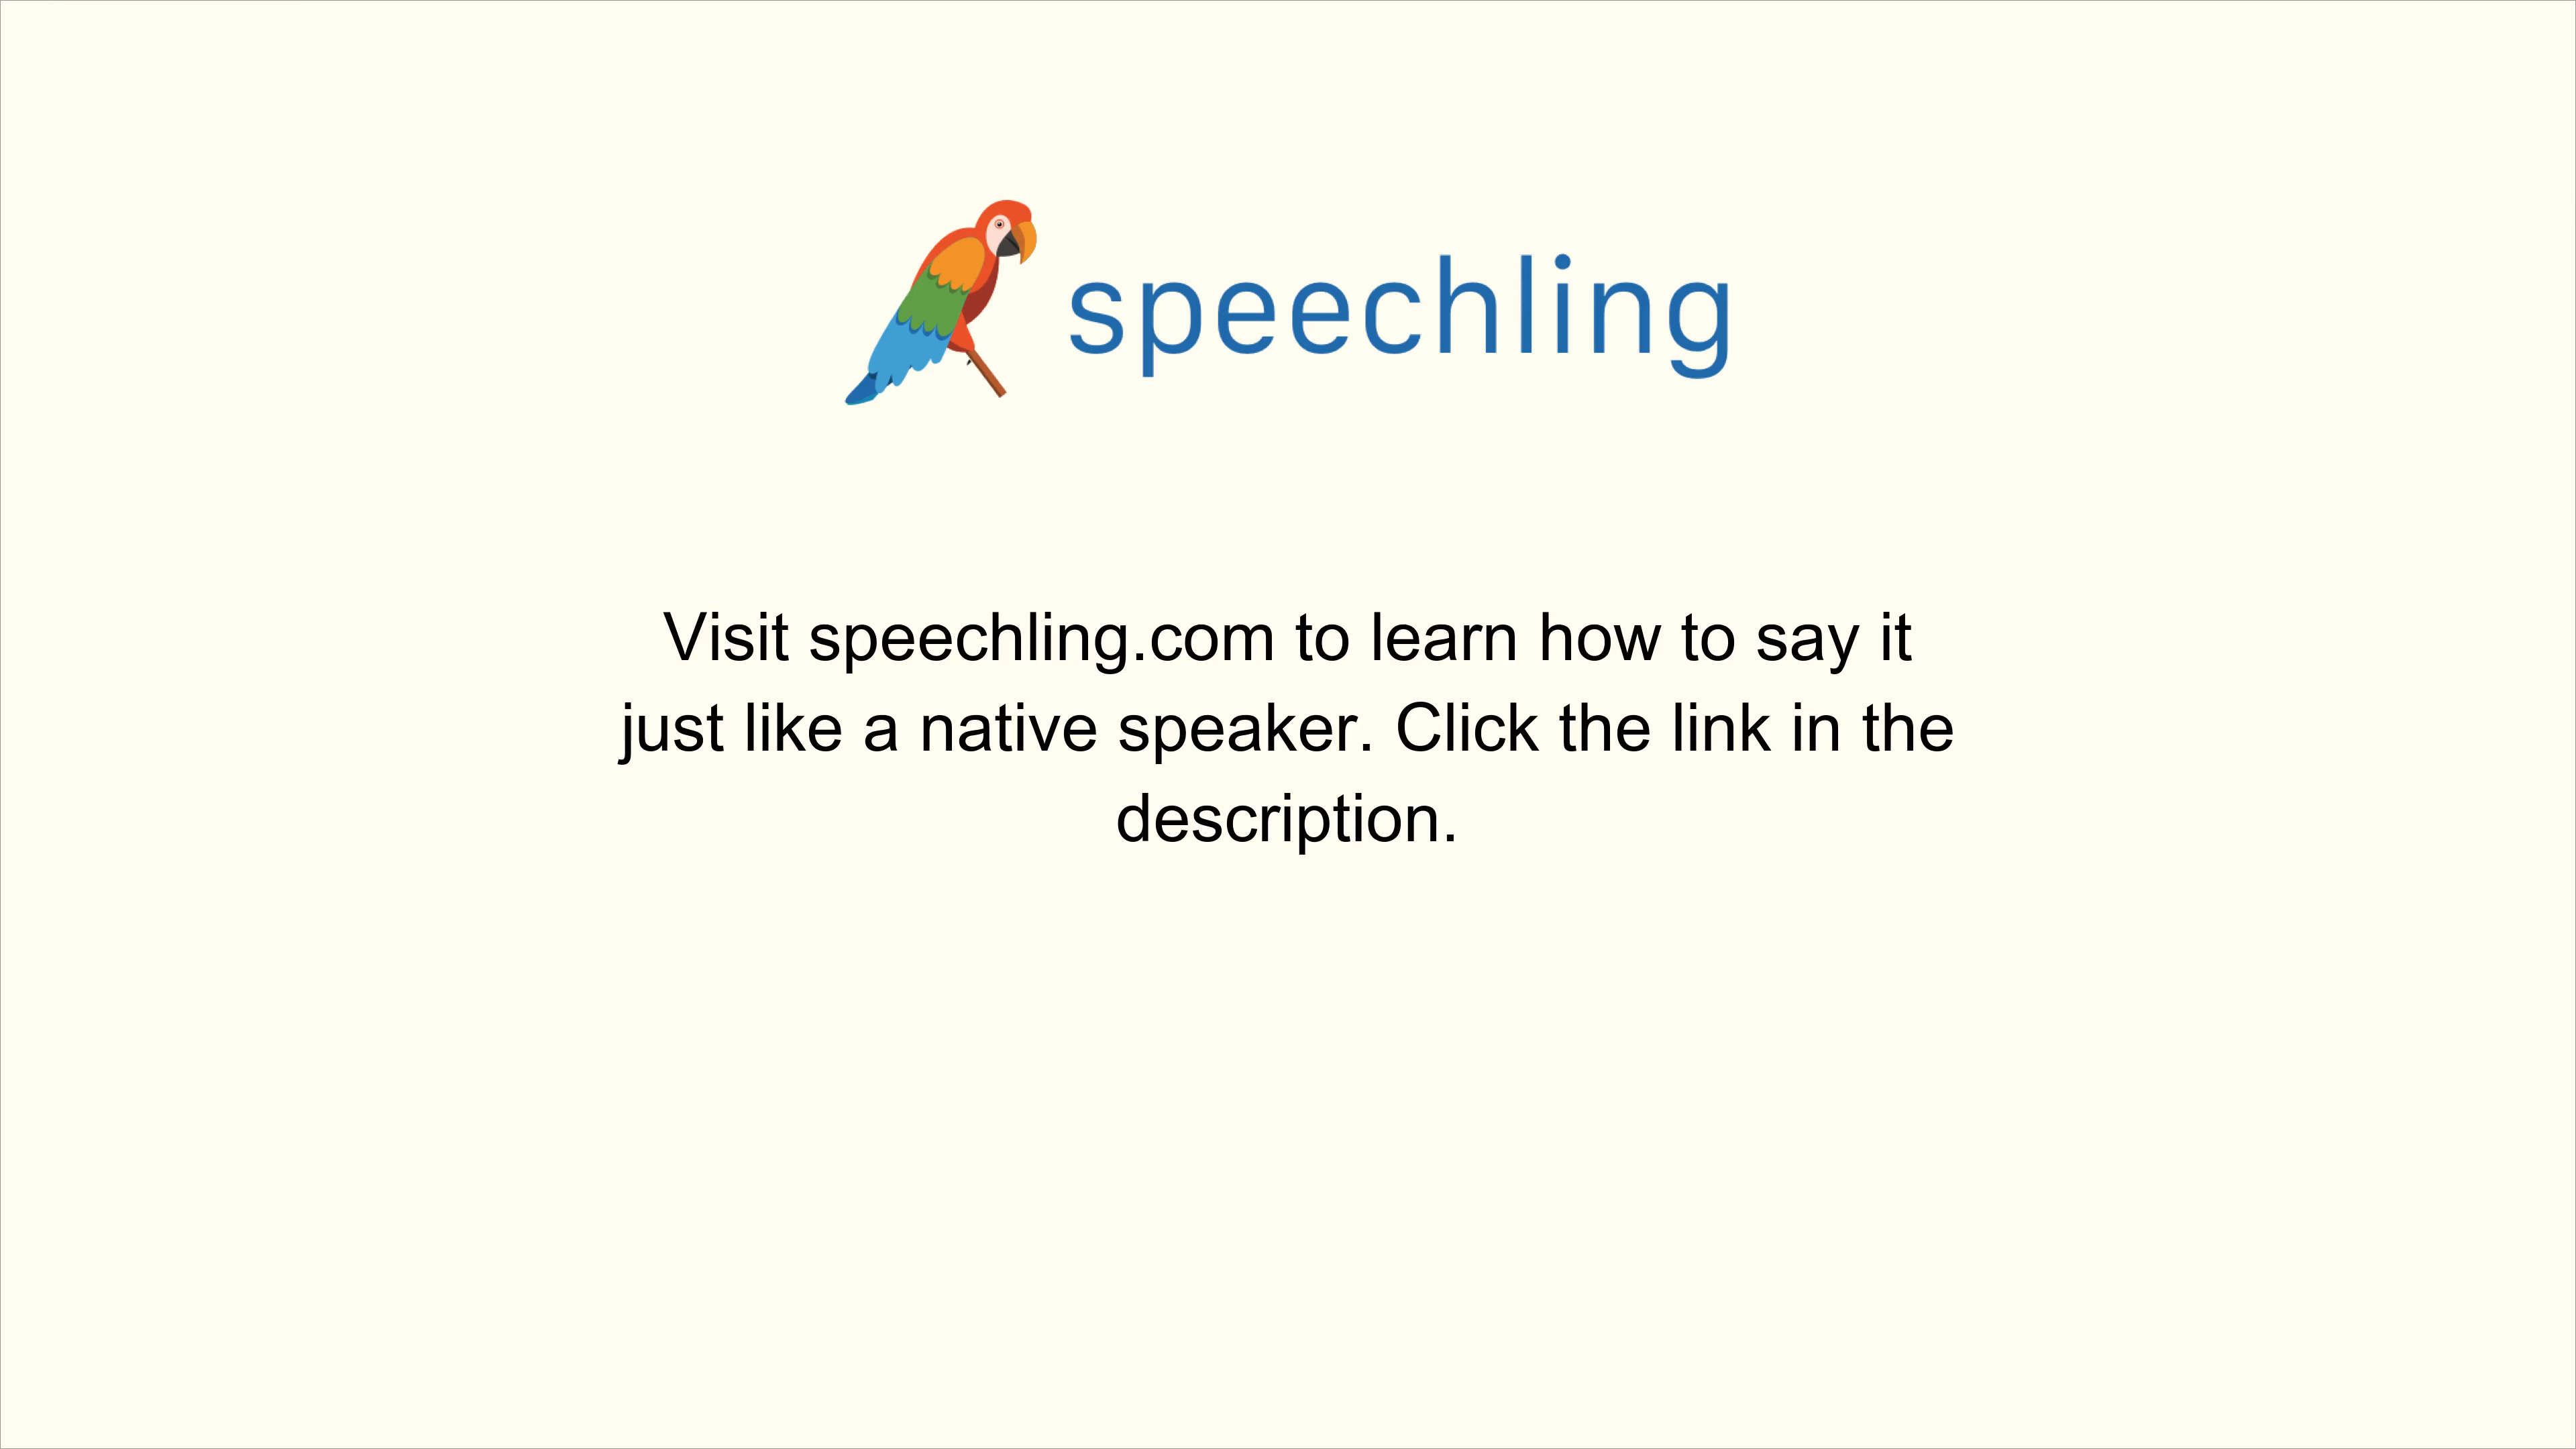 speechling
Visit speechling.com to learn how to say it
just like a native speaker. Click the link in the
description.